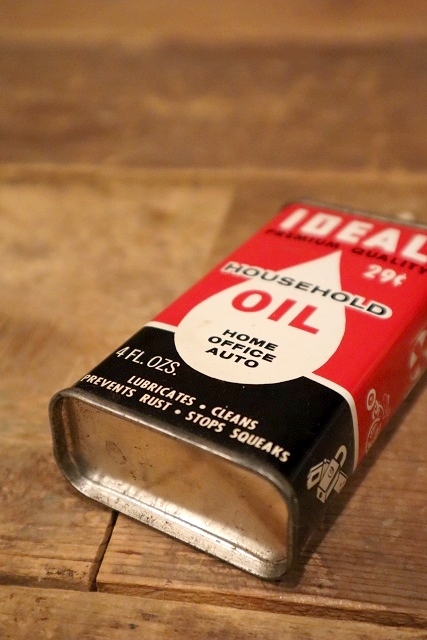 IDEAL
PREMIUM QUALITY
29¢
HOUSEHOLD
OIL
HOME
OFFICE
AUTO
4 FL. OZS.
LUBRICATES • CLEANS
PREVENTS RUST • STOPS SQUEAKS